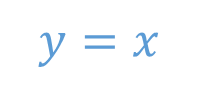 y = x